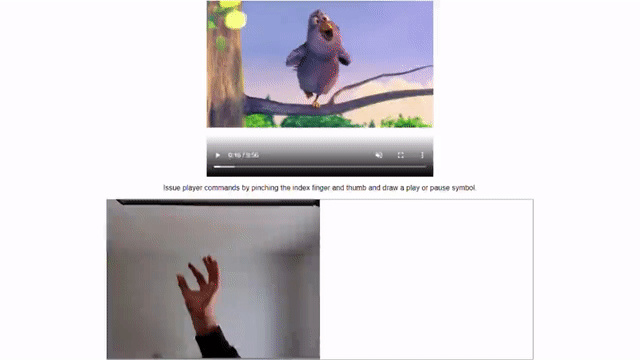 0:16 / 9:56
Issue player commands by pinching the index finger and thumb and draw a play or pause symbol.